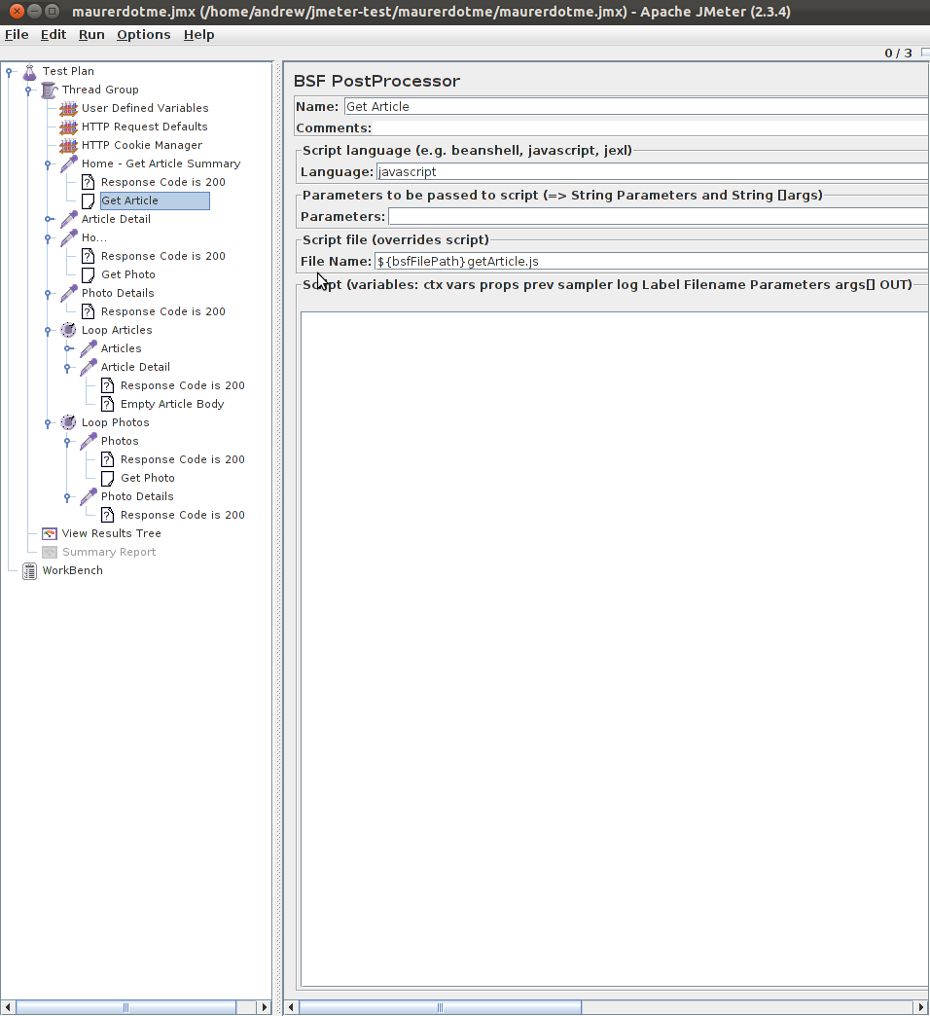 maurerdotme.jmx (/home/andrew/jmeter-test/maurerdotme/maurerdotme.jmx) - Apache JMeter (2.3.4)
File Edit Run Options Help
0 / 3
Test Plan
Thread Group
User Defined Variables
HTTP Request Defaults
HTTP Cookie Manager
Home - Get Article Summary
Response Code is 200
Get Article
Article Detail
Ho...
Response Code is 200
Get Photo
Photo Details
Response Code is 200
Loop Articles
Articles
Article Detail
Response Code is 200
Empty Article Body
Loop Photos
Photos
Response Code is 200
Get Photo
Photo Details
Response Code is 200
View Results Tree
Summary Report
WorkBench
BSF PostProcessor
Name: Get Article
Comments:
Script language (e.g. beanshell, javascript, jexl)
Language: javascript
Parameters to be passed to script (=> String Parameters and String []args)
Parameters:
Script file (overrides script)
File Name: ${bsfFilePath}getArticle.js
Script (variables: ctx vars props prev sampler log Label Filename Parameters args[] OUT)